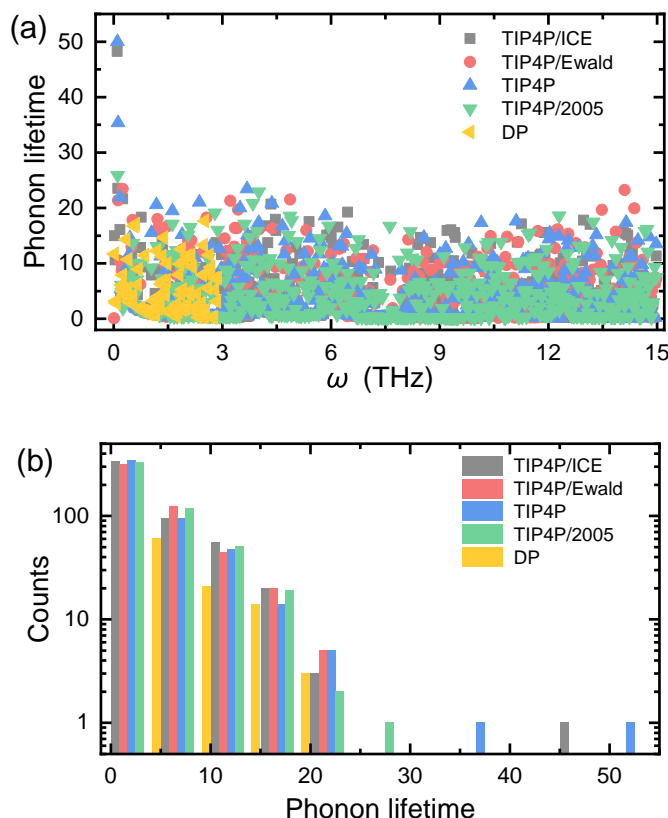 (a)
50
40
30
20
10
0
Phonon lifetime
TIP4P/ICE
TIP4P/Ewald
TIP4P
TIP4P/2005
DP
0 3 6 9 12 15
ω (THz)
(b)
100
10
1
Counts
TIP4P/ICE
TIP4P/Ewald
TIP4P
TIP4P/2005
DP
0 10 20 30 40 50
Phonon lifetime